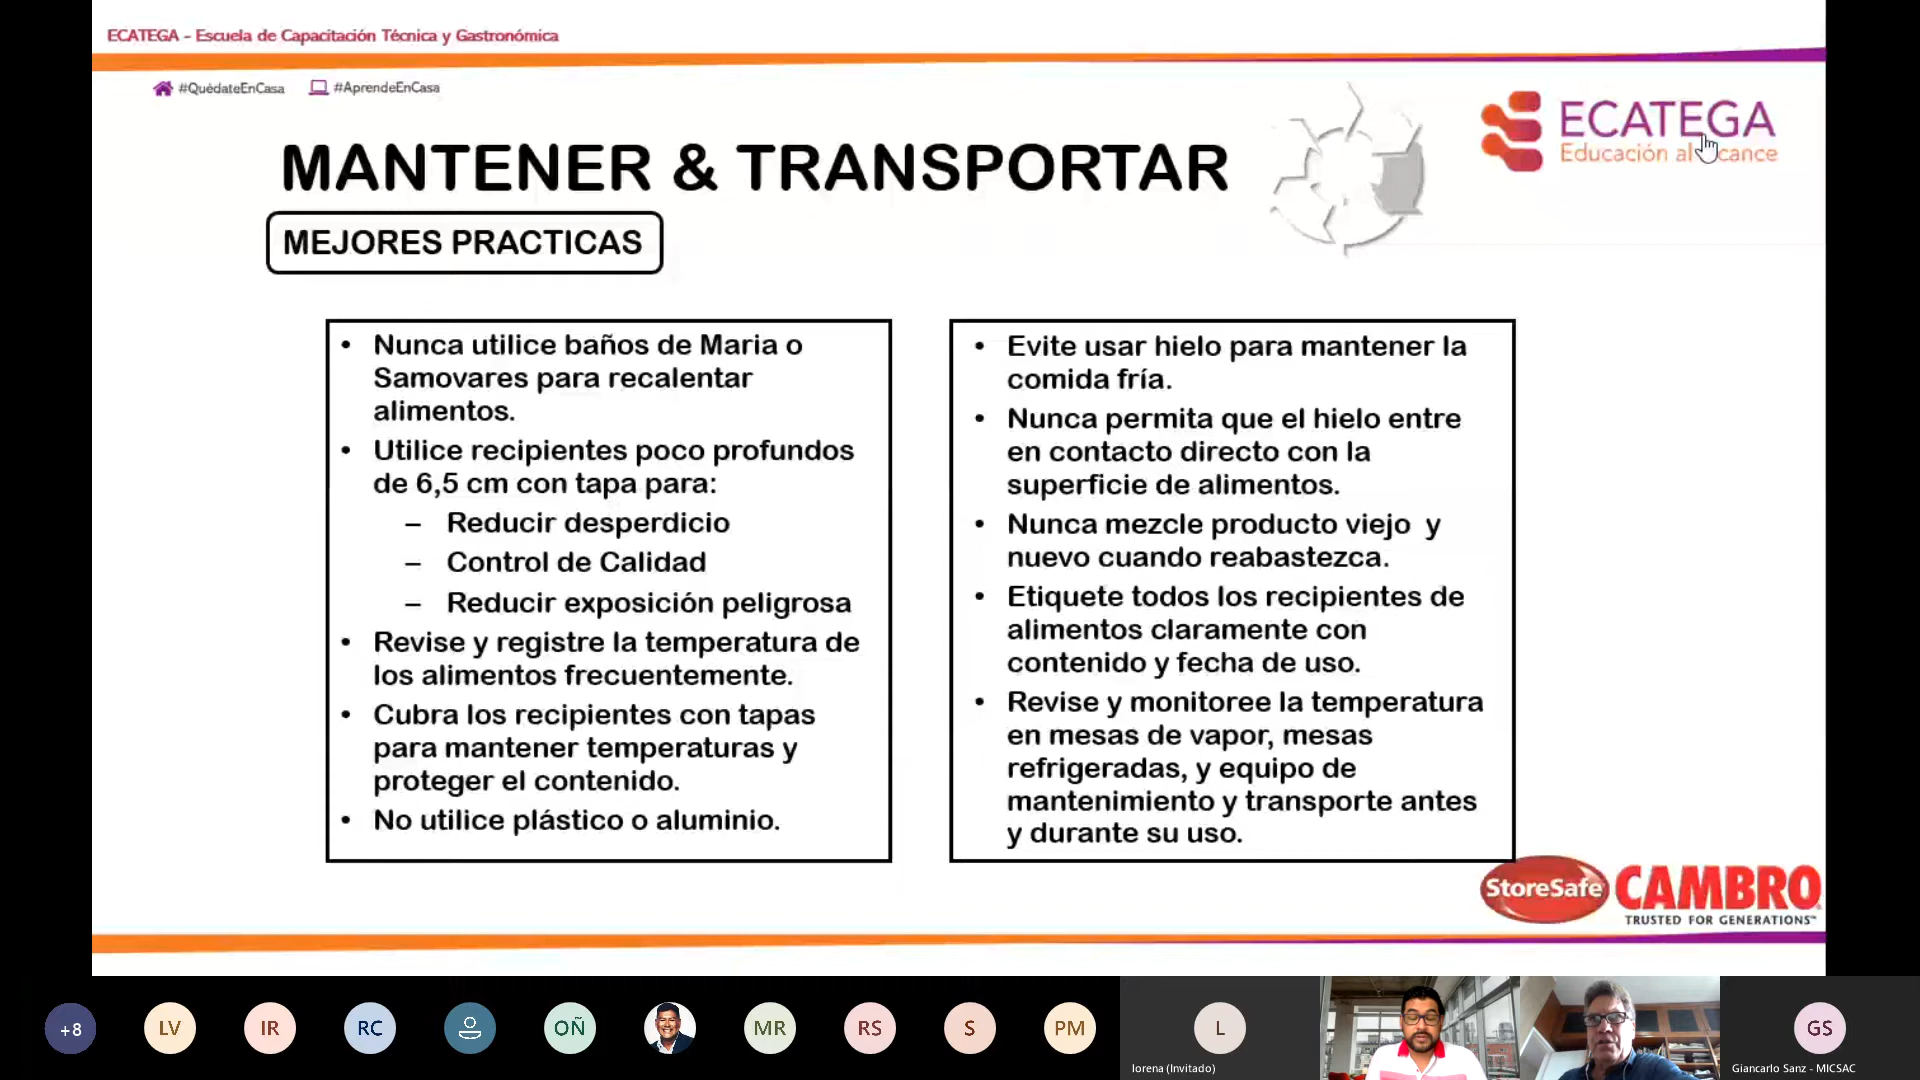 ECATEGA - Escuela de Capacitación Técnica y Gastronómica
#QuédateEnCasa #AprendeEnCasa
ECATEGA
Educación al cance
MANTENER & TRANSPORTAR
MEJORES PRACTICAS
• Nunca utilice baños de Maria o
Samovares para recalentar
alimentos.
• Utilice recipientes poco profundos
de 6,5 cm con tapa para:
– Reducir desperdicio
– Control de Calidad
– Reducir exposición peligrosa
• Revise y registre la temperatura de
los alimentos frecuentemente.
• Cubra los recipientes con tapas
para mantener temperaturas y
proteger el contenido.
• No utilice plástico o aluminio.
• Evite usar hielo para mantener la
comida fría.
• Nunca permita que el hielo entre
en contacto directo con la
superficie de alimentos.
• Nunca mezcle producto viejo y
nuevo cuando reabastezca.
• Etiquete todos los recipientes de
alimentos claramente con
contenido y fecha de uso.
• Revise y monitoree la temperatura
en mesas de vapor, mesas
refrigeradas, y equipo de
mantenimiento y transporte antes
y durante su uso.
StoreSafe CAMBRO
TRUSTED FOR GENERATIONS™
+8 LV IR RC OÑ MR RS S PM L GS
lorena (Invitado)
Giancarlo Sanz - MICSAC